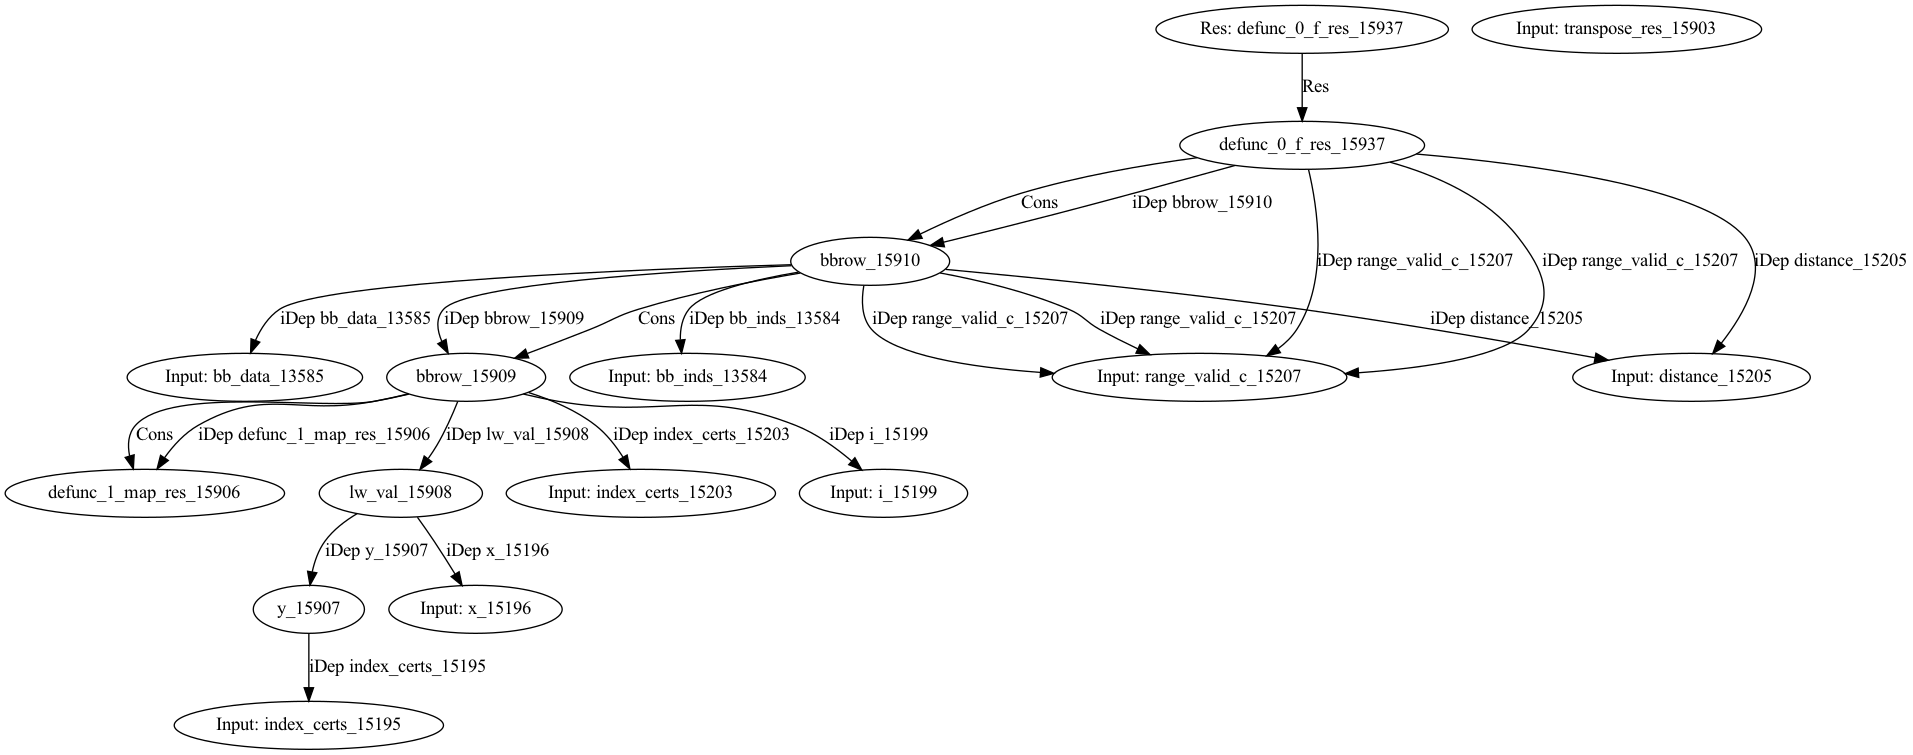 Res: defunc_0_f_res_15937
Input: transpose_res_15903
Res
defunc_0_f_res_15937
Cons
iDep bbrow_15910
bbrow_15910
iDep range_valid_c_15207
iDep range_valid_c_15207
iDep distance_15205
iDep bb_data_13585
iDep bbrow_15909
Cons
iDep bb_inds_13584
iDep range_valid_c_15207
iDep range_valid_c_15207
iDep distance_15205
Input: bb_data_13585
bbrow_15909
Input: bb_inds_13584
Input: range_valid_c_15207
Input: distance_15205
Cons
iDep defunc_1_map_res_15906
iDep lw_val_15908
iDep index_certs_15203
iDep i_15199
defunc_1_map_res_15906
lw_val_15908
Input: index_certs_15203
Input: i_15199
iDep y_15907
iDep x_15196
y_15907
Input: x_15196
iDep index_certs_15195
Input: index_certs_15195